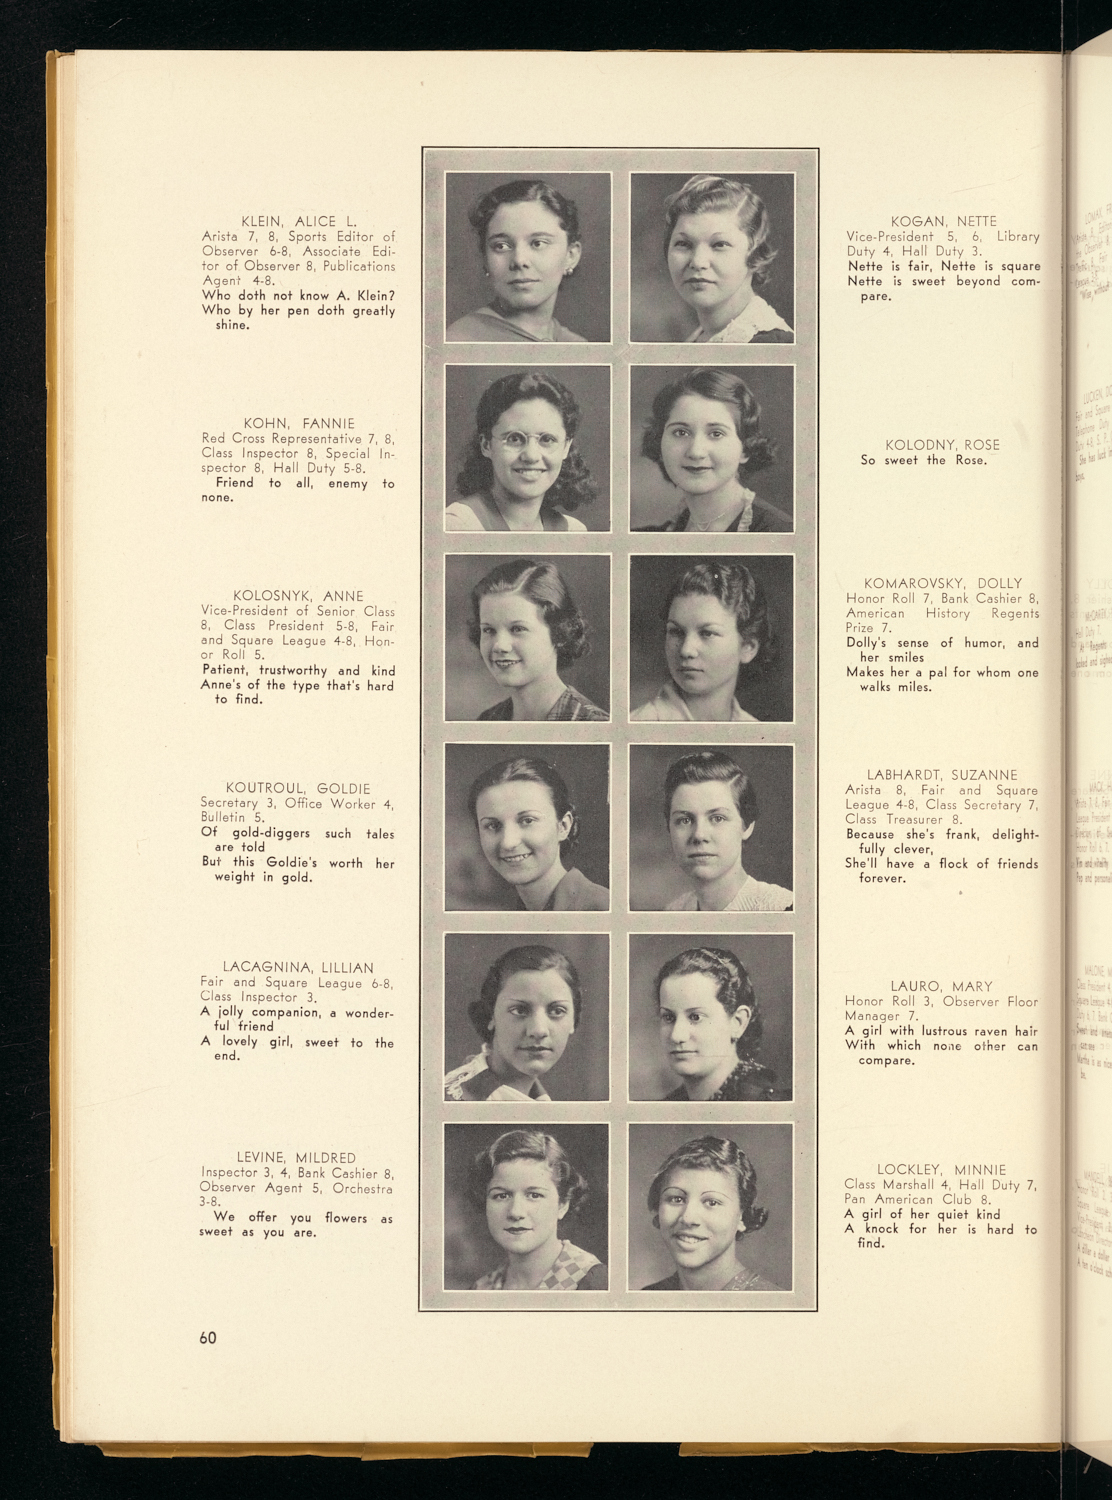 KLEIN, ALICE L.
Arista 7, 8, Sports Editor of
Observer 6-8, Associate Edi-
tor of Observer 8, Publications
Agent 4-8.
Who doth not know A. Klein?
Who by her pen doth greatly
shine.
KOGAN, NETTE
Vice-President 5, 6, Library
Duty 4, Hall Duty 3.
Nette is fair, Nette is square
Nette is sweet beyond com-
pare.
KOHN, FANNIE
Red Cross Representative 7, 8,
Class Inspector 8, Special In-
spector 8, Hall Duty 5-8.
Friend to all, enemy to
none.
KOLODNY, ROSE
So sweet the Rose.
KOLOSNYK, ANNE
Vice-President of Senior Class
8, Class President 5-8, Fair
and Square League 4-8, Hon-
or Roll 5.
Patient, trustworthy and kind
Anne's of the type that's hard
to find.
KOMAROVSKY, DOLLY
Honor Roll 7, Bank Cashier 8,
American History Regents
Prize 7.
Dolly's sense of humor, and
her smiles
Makes her a pal for whom one
walks miles.
KOUTROUL, GOLDIE
Secretary 3, Office Worker 4,
Bulletin 5.
Of gold-diggers such tales
are told
But this Goldie's worth her
weight in gold.
LABHARDT, SUZANNE
Arista 8, Fair and Square
League 4-8, Class Secretary 7,
Class Treasurer 8.
Because she's frank, delight-
fully clever,
She'll have a flock of friends
forever.
LACAGNINA, LILLIAN
Fair and Square League 6-8,
Class Inspector 3.
A jolly companion, a wonder-
ful friend
A lovely girl, sweet to the
end.
LAURO, MARY
Honor Roll 3, Observer Floor
Manager 7.
A girl with lustrous raven hair
With which none other can
compare.
LEVINE, MILDRED
Inspector 3, 4, Bank Cashier 8,
Observer Agent 5, Orchestra
3-8.
We offer you flowers as
sweet as you are.
LOCKLEY, MINNIE
Class Marshall 4, Hall Duty 7,
Pan American Club 8.
A girl of her quiet kind
A knock for her is hard to
find.
60